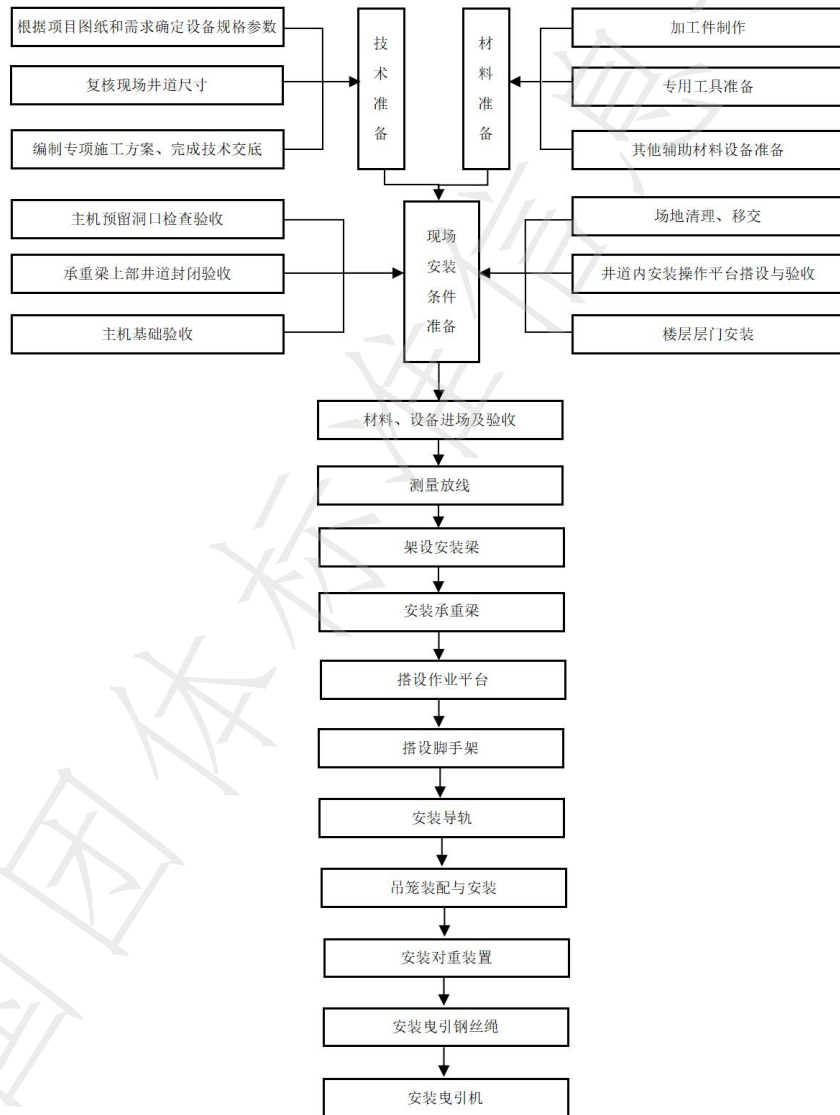 根据项目图纸和需求确定设备规格参数
复核现场井道尺寸
编制专项施工方案、完成技术交底
技术准备
材料准备
加工件制作
专用工具准备
其他辅助材料设备准备
主机预留洞口检查验收
承重梁上部井道封闭验收
主机基础验收
现场
安装
条件
准备
场地清理、移交
井道内安装操作平台搭设与验收
楼层层门安装
材料、设备进场及验收
测量放线
架设安装梁
安装承重梁
搭设作业平台
搭设脚手架
安装导轨
吊笼装配与安装
安装对重装置
安装曳引钢丝绳
安装曳引机
国团体标准信息